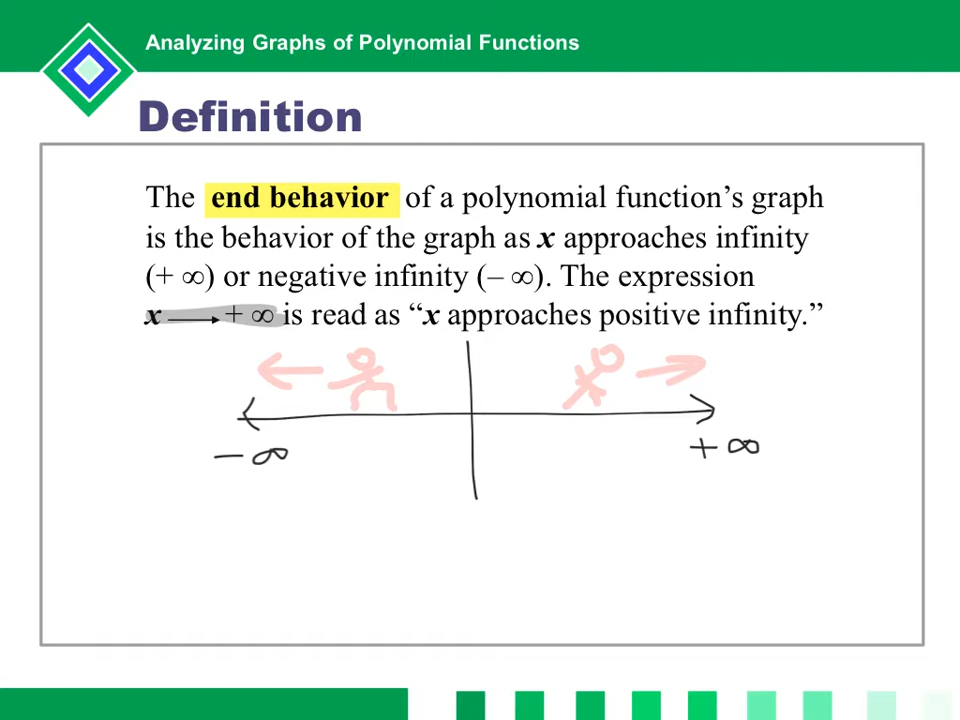 Analyzing Graphs of Polynomial Functions
Definition
The end behavior of a polynomial function’s graph
is the behavior of the graph as x approaches infinity
(+ ∞) or negative infinity (– ∞). The expression
x ⟶ + ∞ is read as “x approaches positive infinity.”
– ∞ + ∞